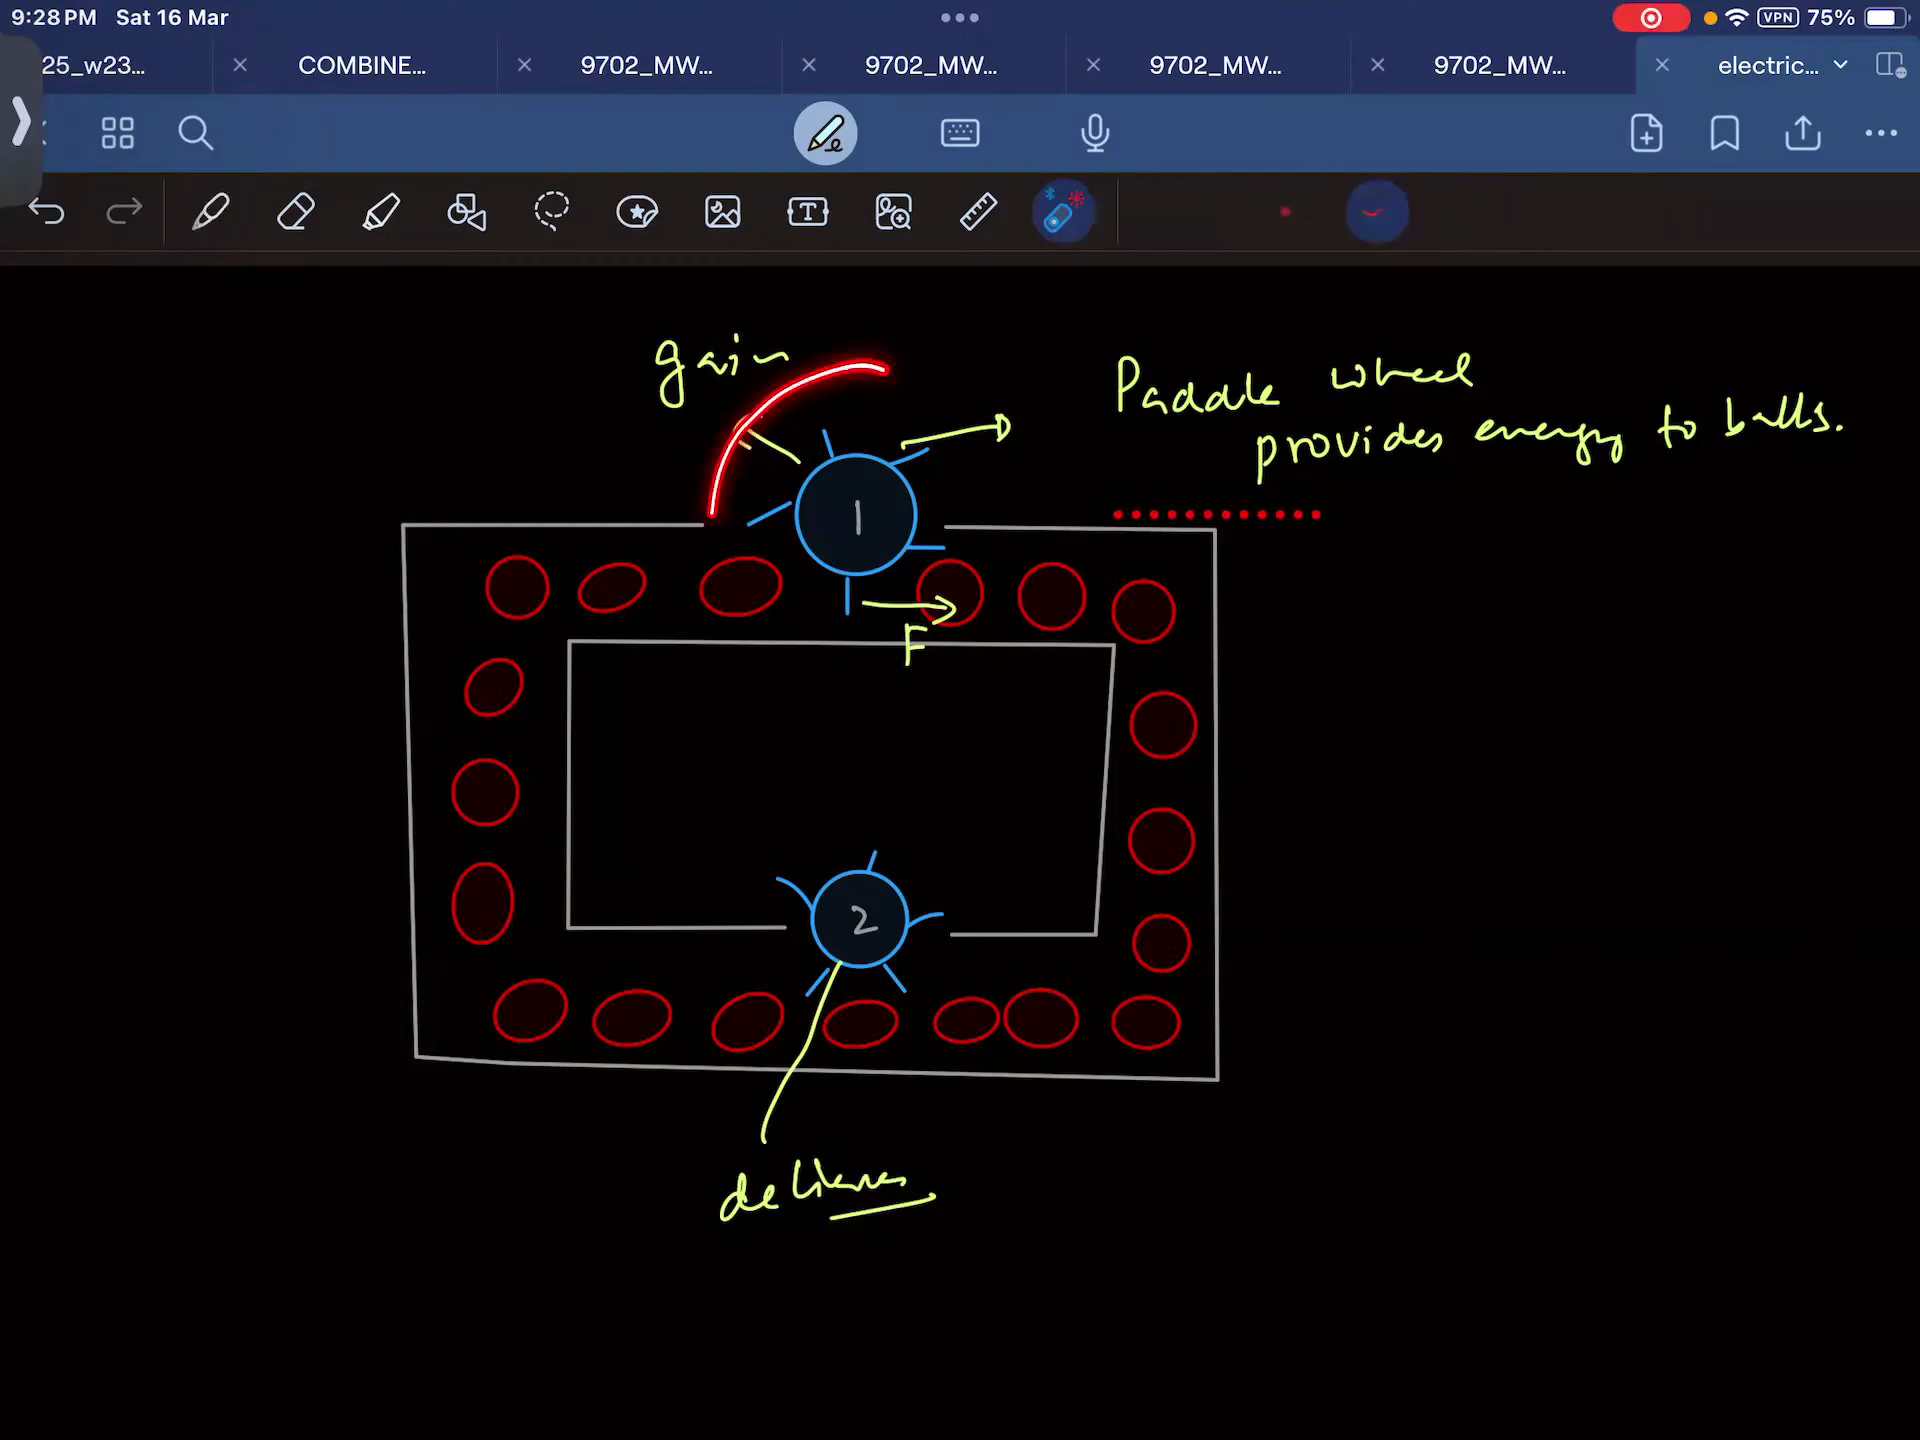 9:28 PM Sat 16 Mar
VPN 75%
25_w23...
COMBINE...
9702_MW...
9702_MW...
9702_MW...
9702_MW...
electric...
gain
Paddle wheel
provides energy to balls.
1
F
2
delivers